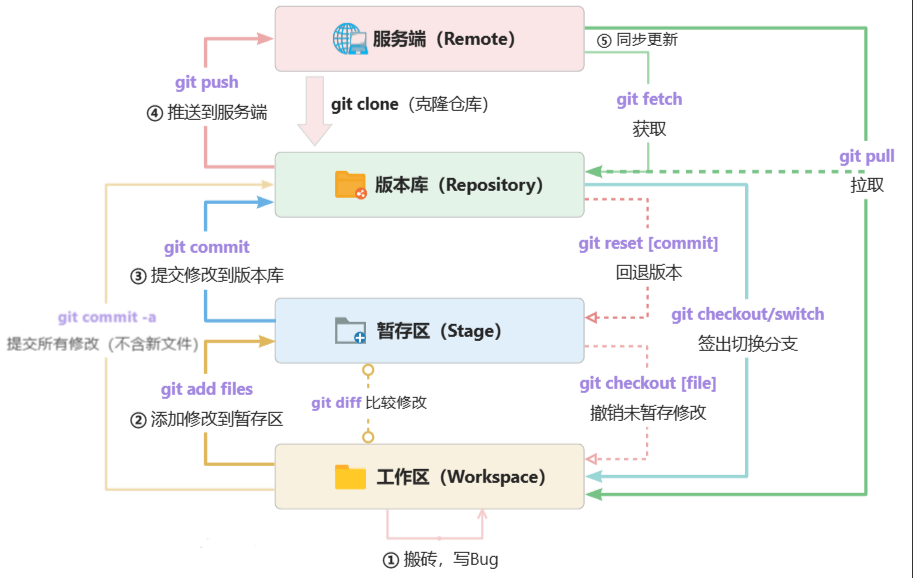 服务端（Remote）
⑤ 同步更新
git push
④ 推送到服务端
git clone（克隆仓库）
git fetch
获取
git pull
拉取
版本库（Repository）
git commit
③ 提交修改到版本库
git reset [commit]
回退版本
git commit -a
提交所有修改（不含新文件）
暂存区（Stage）
git checkout/switch
签出切换分支
git add files
② 添加修改到暂存区
git diff 比较修改
git checkout [file]
撤销未暂存修改
工作区（Workspace）
① 搬砖，写Bug